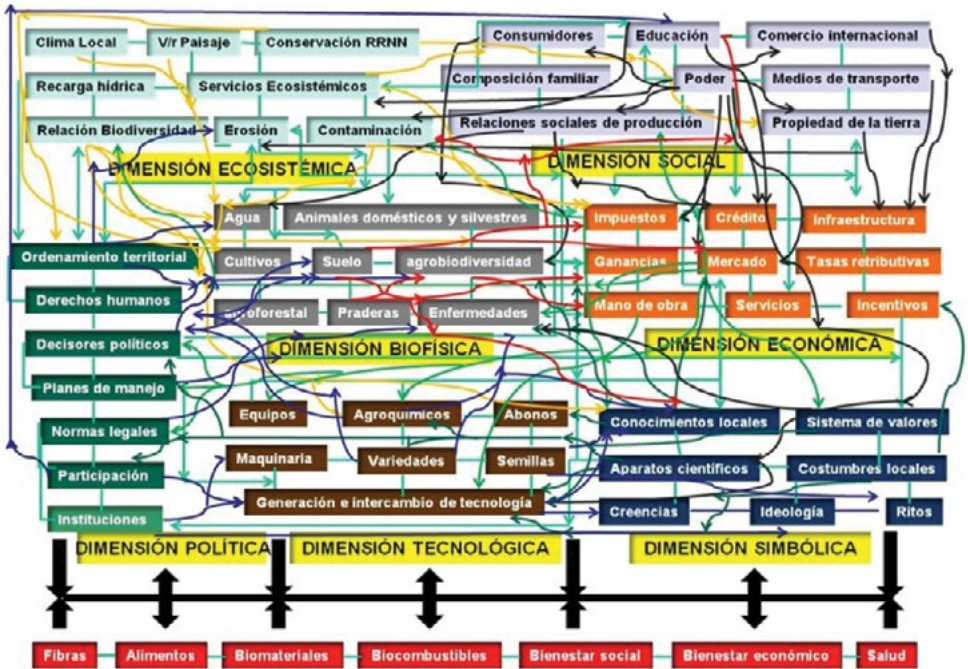 Clima Local
V/r Paisaje
Conservación RRNN
Recarga hídrica
Servicios Ecosistémicos
Relación Biodiversidad
Erosión
Contaminación
DIMENSIÓN ECOSISTÉMICA
Consumidores
Educación
Comercio internacional
Composición familiar
Poder
Medios de transporte
Relaciones sociales de producción
Propiedad de la tierra
DIMENSIÓN SOCIAL
Agua
Animales domésticos y silvestres
Cultivos
Suelo
agrobiodiversidad
Praderas
Enfermedades
DIMENSIÓN BIOFÍSICA
Impuestos
Crédito
Infraestructura
Ganancias
Mercado
Tasas retributivas
Mano de obra
Servicios
Incentivos
DIMENSIÓN ECONÓMICA
Ordenamiento territorial
Derechos humanos
Decisores políticos
Planes de manejo
Normas legales
Participación
Instituciones
DIMENSIÓN POLÍTICA
Equipos
Agroquímicos
Abonos
Maquinaria
Variedades
Semillas
Generación e intercambio de tecnología
DIMENSIÓN TECNOLÓGICA
Conocimientos locales
Sistema de valores
Aparatos científicos
Costumbres locales
Creencias
Ideología
Ritos
DIMENSIÓN SIMBÓLICA
Fibras
Alimentos
Biomateriales
Biocombustibles
Bienestar social
Bienestar económico
Salud